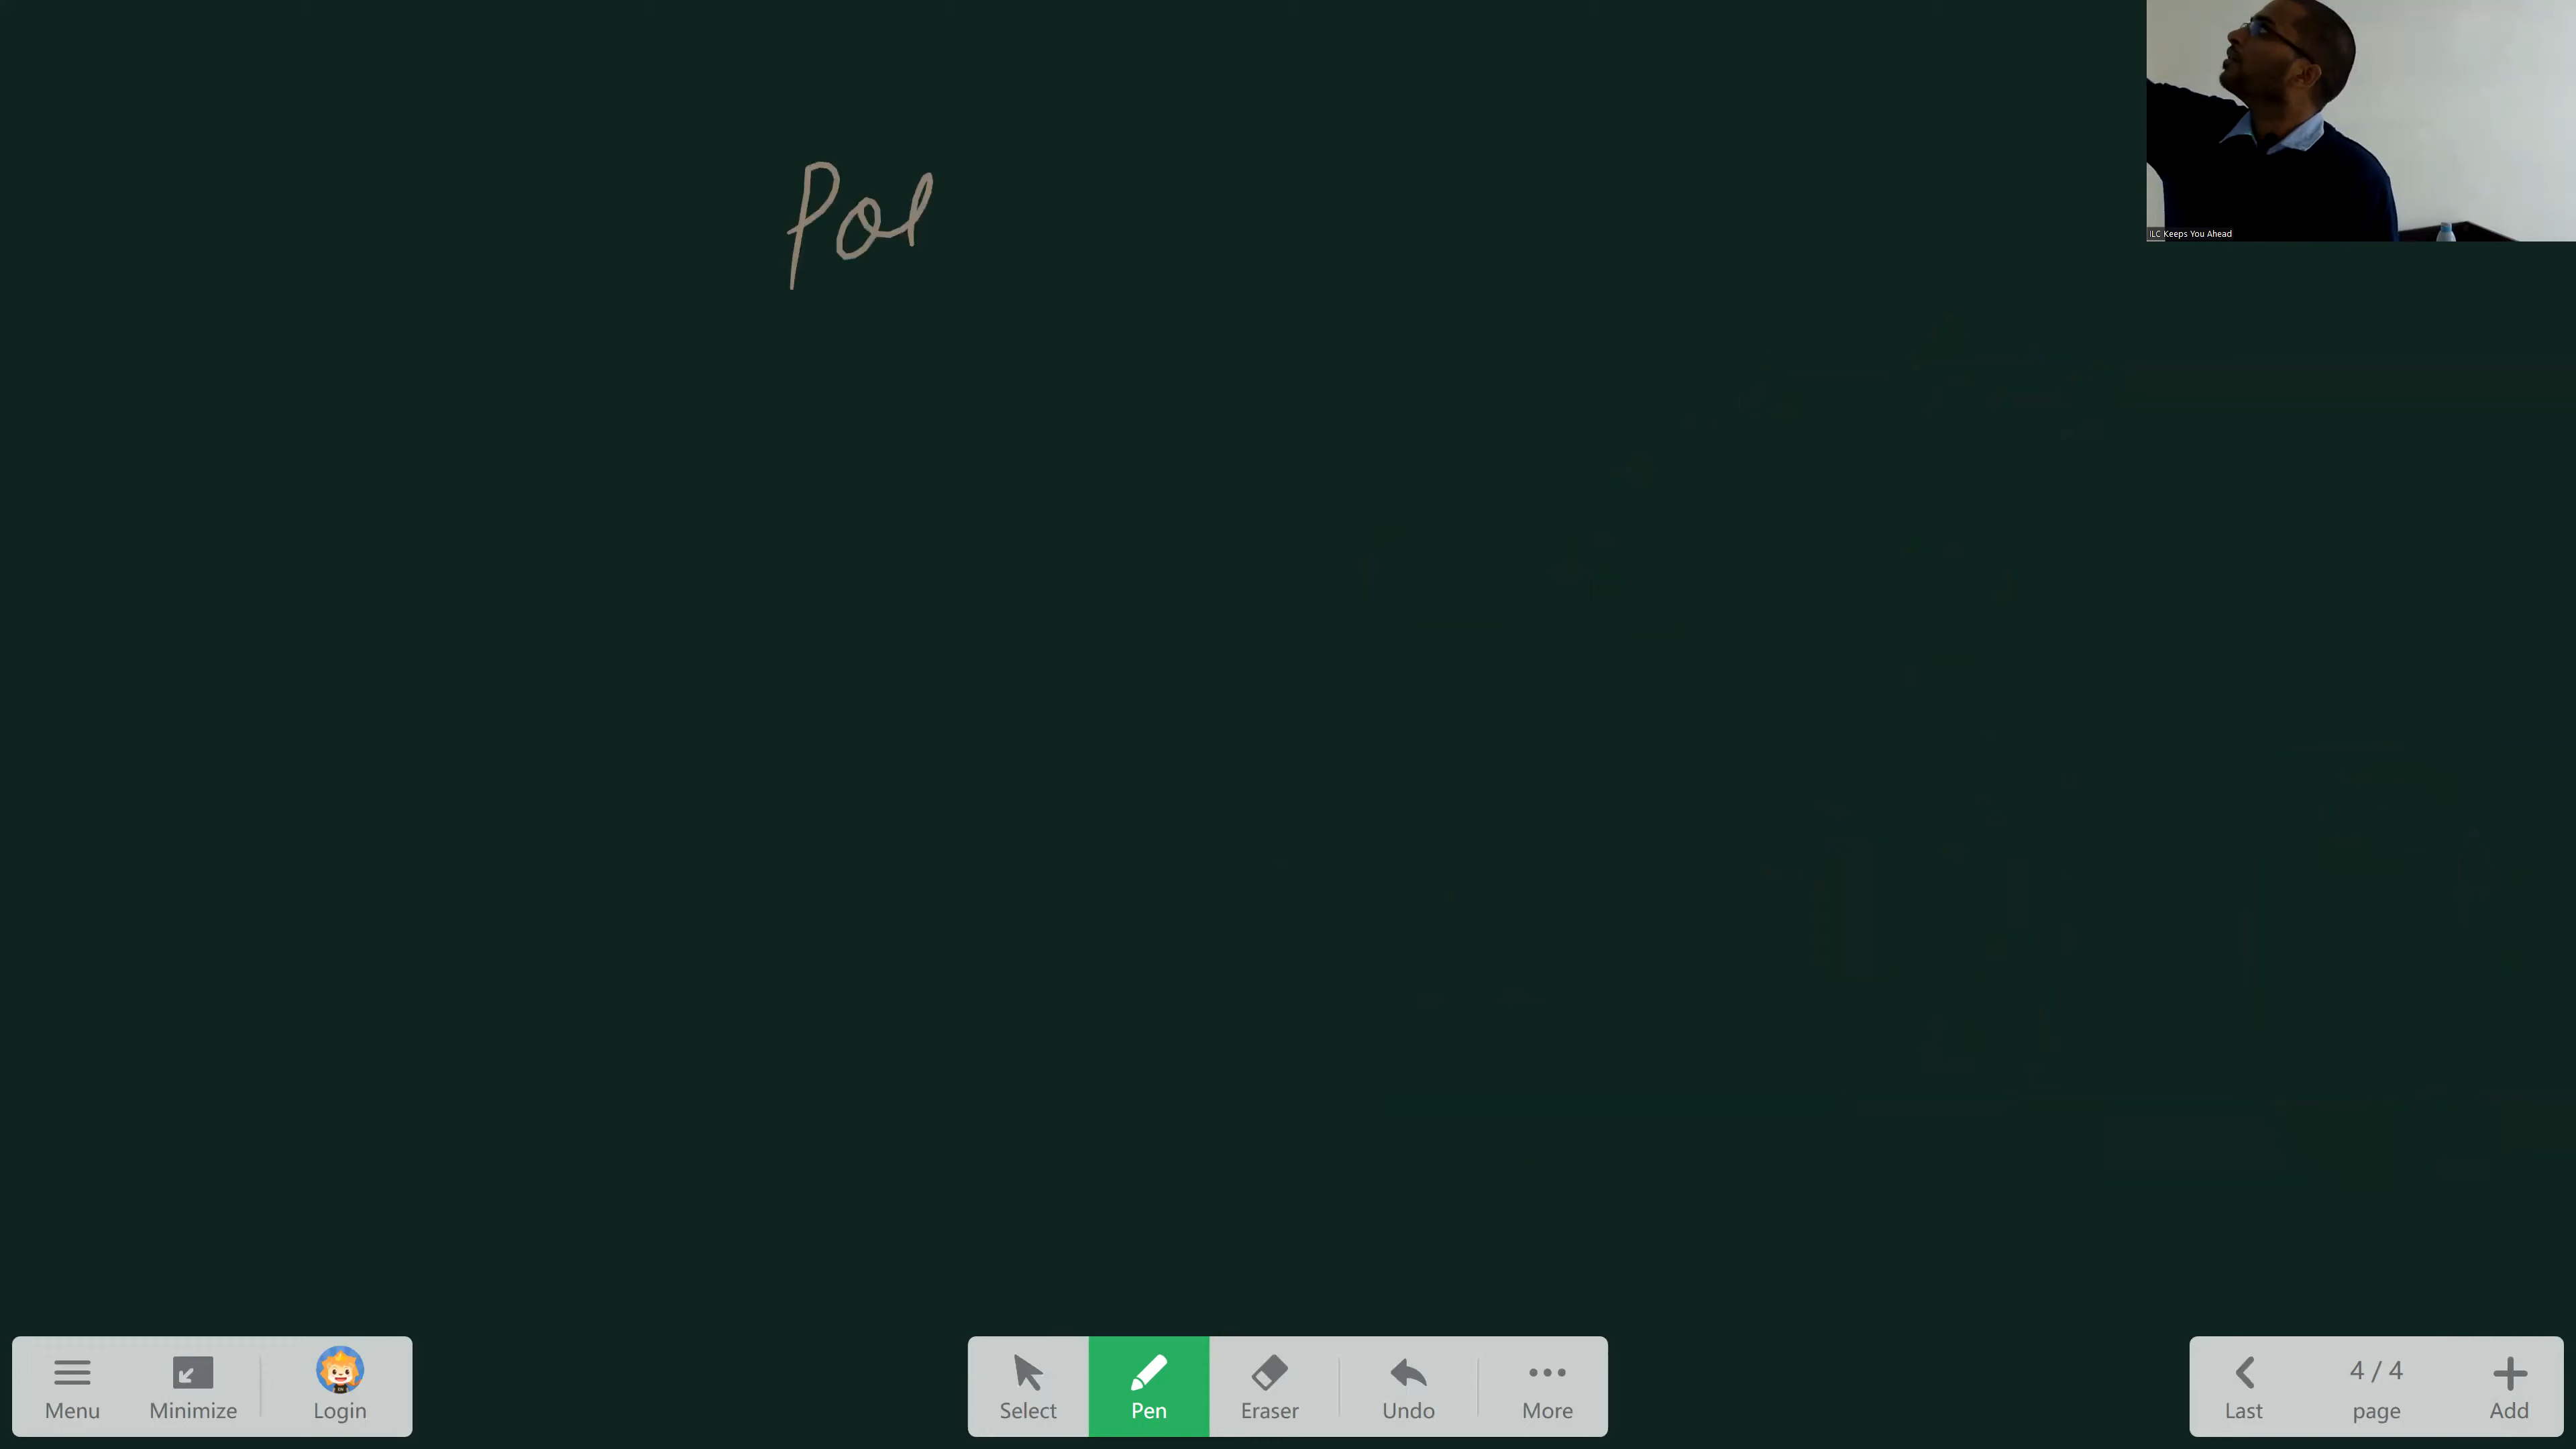 Pol
ILC Keeps You Ahead
Menu
Minimize
Login
Select
Pen
Eraser
Undo
More
Last
4 / 4
page
Add